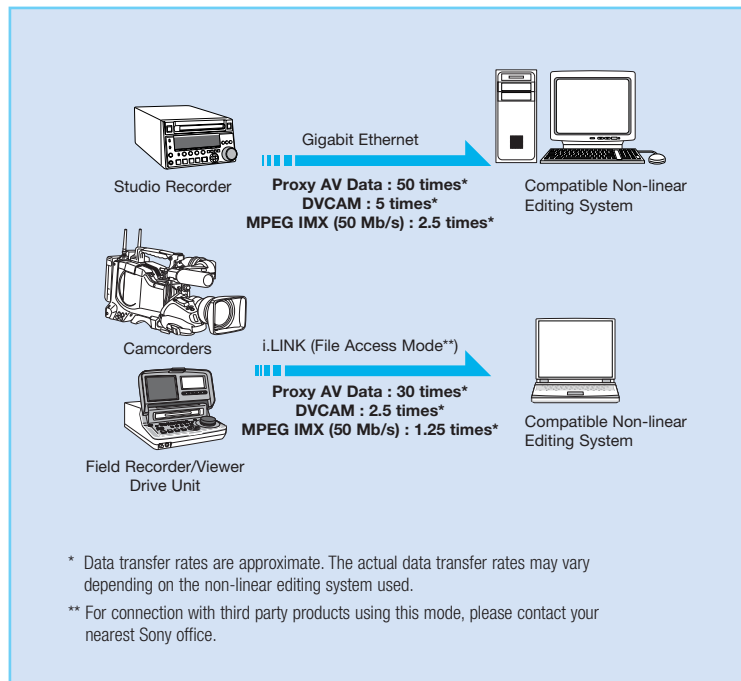 Gigabit Ethernet
Studio Recorder
Proxy AV Data : 50 times*
DVCAM : 5 times*
MPEG IMX (50 Mb/s) : 2.5 times*
Compatible Non-linear
Editing System
Camcorders
i.LINK (File Access Mode**)
Proxy AV Data : 30 times*
DVCAM : 2.5 times*
MPEG IMX (50 Mb/s) : 1.25 times*
Compatible Non-linear
Editing System
Field Recorder/Viewer
Drive Unit
* Data transfer rates are approximate. The actual data transfer rates may vary
depending on the non-linear editing system used.
** For connection with third party products using this mode, please contact your
nearest Sony office.